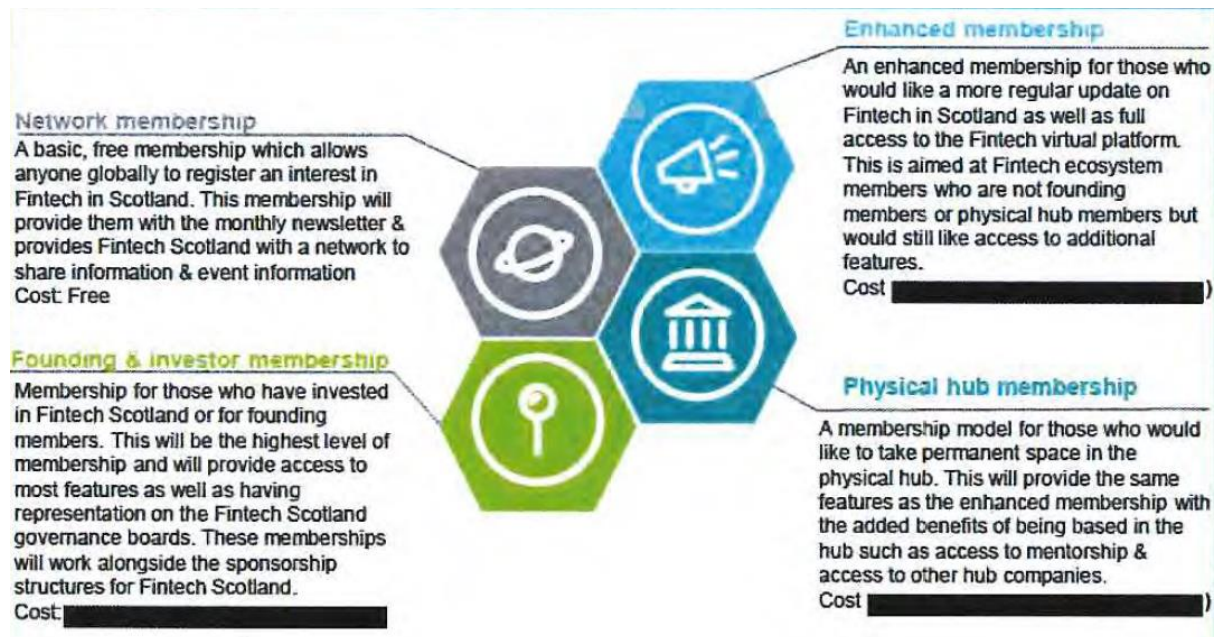 Network membership
A basic, free membership which allows
anyone globally to register an interest in
Fintech in Scotland. This membership will
provide them with the monthly newsletter &
provides Fintech Scotland with a network to
share information & event information
Cost: Free
Founding & investor membership
Membership for those who have invested
in Fintech Scotland or for founding
members. This will be the highest level of
membership and will provide access to
most features as well as having
representation on the Fintech Scotland
governance boards. These memberships
will work alongside the sponsorship
structures for Fintech Scotland.
Cost:
Enhanced membership
An enhanced membership for those who
would like a more regular update on
Fintech in Scotland as well as full
access to the Fintech virtual platform.
This is aimed at Fintech ecosystem
members who are not founding
members or physical hub members but
would still like access to additional
features.
Cost )
Physical hub membership
A membership model for those who would
like to take permanent space in the
physical hub. This will provide the same
features as the enhanced membership with
the added benefits of being based in the
hub such as access to mentorship &
access to other hub companies.
Cost )